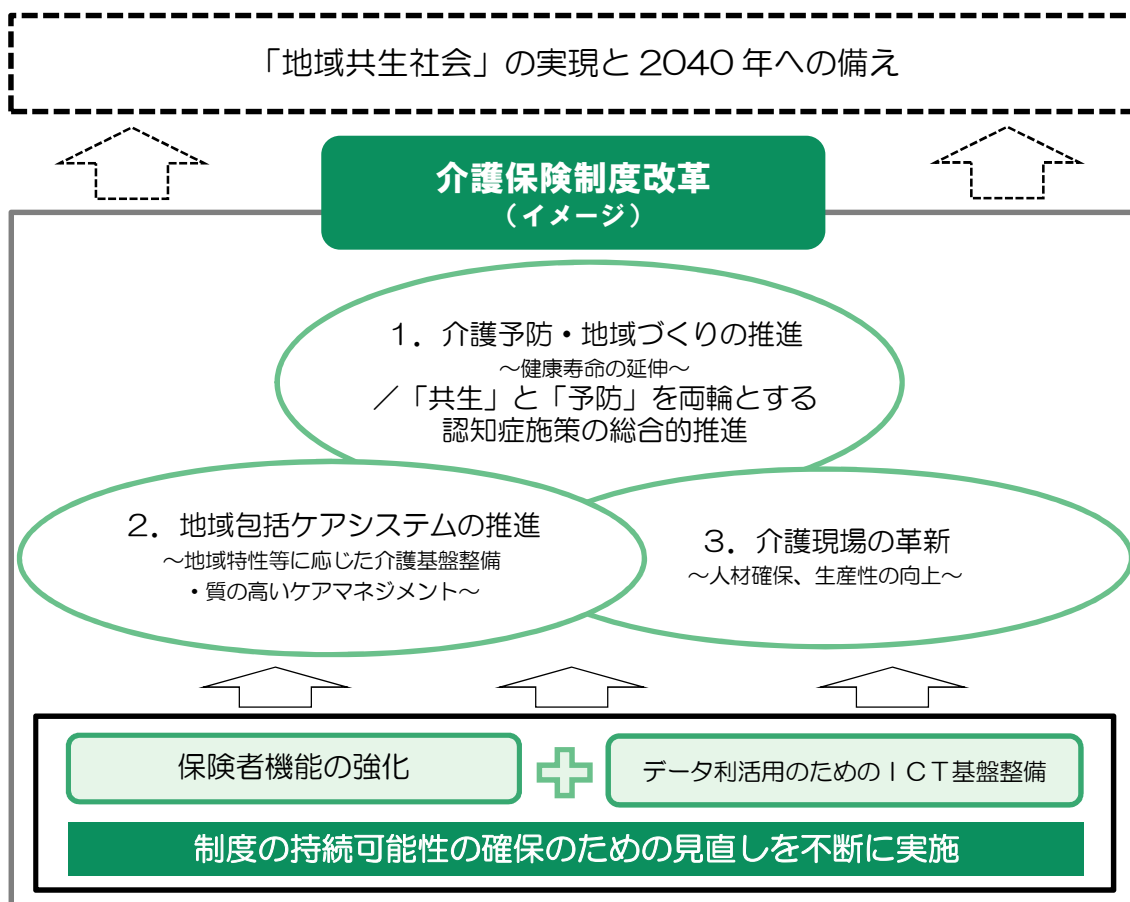 「地域共生社会」の実現と 2040 年への備え
介護保険制度改革
（イメージ）
１．介護予防・地域づくりの推進
～健康寿命の延伸～
／「共生」と「予防」を両輪とする
認知症施策の総合的推進
２．地域包括ケアシステムの推進
～地域特性等に応じた介護基盤整備
・質の高いケアマネジメント～
３．介護現場の革新
～人材確保、生産性の向上～
保険者機能の強化
データ利活用のためのＩＣＴ基盤整備
制度の持続可能性の確保のための見直しを不断に実施